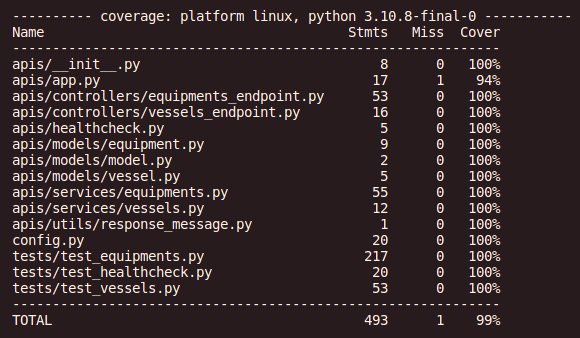 ---------- coverage: platform linux, python 3.10.8-final-0 -----------
Name                                      Stmts   Miss  Cover
-------------------------------------------------------------
apis/__init__.py                              8      0   100%
apis/app.py                                  17      1    94%
apis/controllers/equipments_endpoint.py      53      0   100%
apis/controllers/vessels_endpoint.py         16      0   100%
apis/healthcheck.py                           5      0   100%
apis/models/equipment.py                      9      0   100%
apis/models/model.py                          2      0   100%
apis/models/vessel.py                         5      0   100%
apis/services/equipments.py                  55      0   100%
apis/services/vessels.py                     12      0   100%
apis/utils/response_message.py                1      0   100%
config.py                                    20      0   100%
tests/test_equipments.py                    217      0   100%
tests/test_healthcheck.py                    20      0   100%
tests/test_vessels.py                        53      0   100%
-------------------------------------------------------------
TOTAL                                       493      1    99%